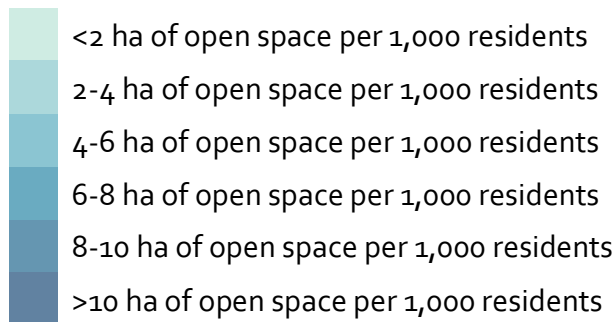 <2 ha of open space per 1,000 residents
2-4 ha of open space per 1,000 residents
4-6 ha of open space per 1,000 residents
6-8 ha of open space per 1,000 residents
8-10 ha of open space per 1,000 residents
>10 ha of open space per 1,000 residents